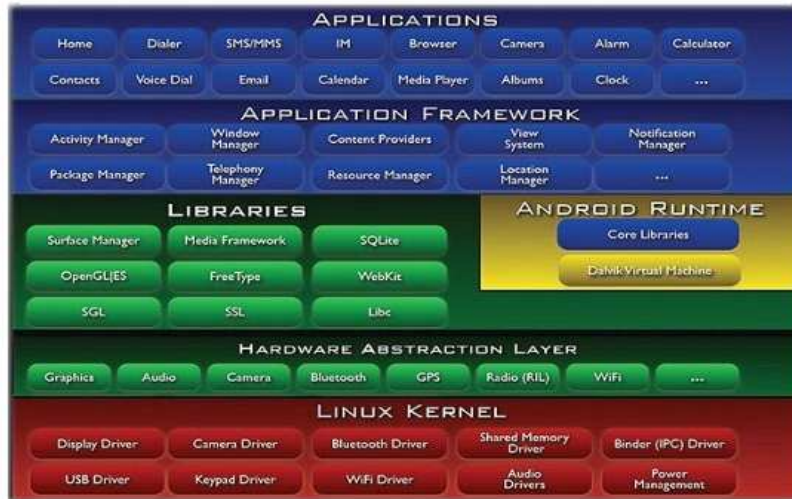 APPLICATIONS
Home Dialer SMS/MMS IM Browser Camera Alarm Calculator
Contacts Voice Dial Email Calendar Media Player Albums Clock ...
APPLICATION FRAMEWORK
Activity Manager Window Manager Content Providers View System Notification Manager
Package Manager Telephony Manager Resource Manager Location Manager ...
LIBRARIES
Surface Manager Media Framework SQLite
OpenGL|ES FreeType WebKit
SGL SSL Libc
ANDROID RUNTIME
Core Libraries
Dalvik Virtual Machine
HARDWARE ABSTRACTION LAYER
Graphics Audio Camera Bluetooth GPS Radio (RIL) WiFi ...
LINUX KERNEL
Display Driver Camera Driver Bluetooth Driver Shared Memory Driver Binder (IPC) Driver
USB Driver Keypad Driver WiFi Driver Audio Drivers Power Management